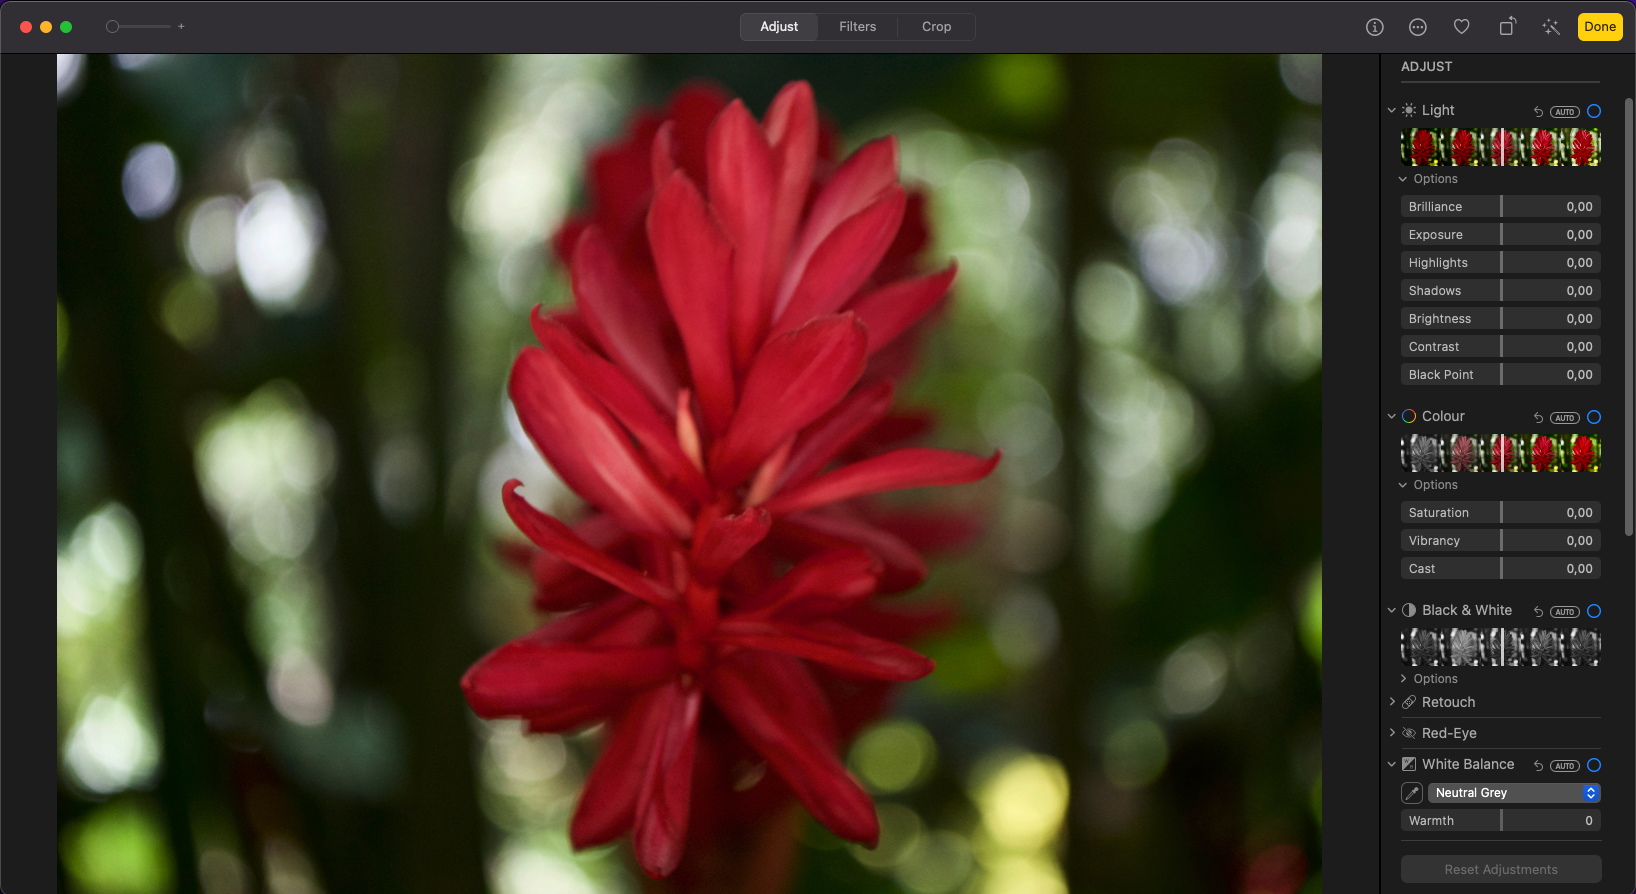 Adjust Filters Crop Done
ADJUST
Light AUTO
Options
Brilliance 0,00
Exposure 0,00
Highlights 0,00
Shadows 0,00
Brightness 0,00
Contrast 0,00
Black Point 0,00
Colour AUTO
Options
Saturation 0,00
Vibrancy 0,00
Cast 0,00
Black & White AUTO
Options
Retouch
Red-Eye
White Balance AUTO
Neutral Grey
Warmth 0
Reset Adjustments